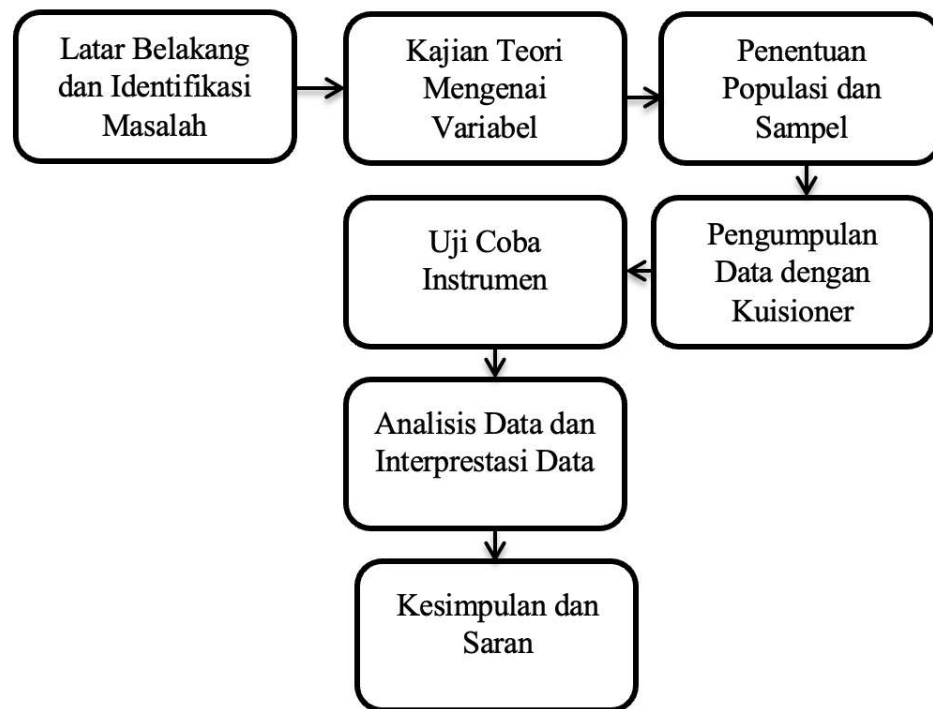 Latar Belakang
dan Identifikasi
Masalah
Kajian Teori
Mengenai
Variabel
Penentuan
Populasi dan
Sampel
Pengumpulan
Data dengan
Kuisioner
Uji Coba
Instrumen
Analisis Data dan
Interprestasi Data
Kesimpulan dan
Saran